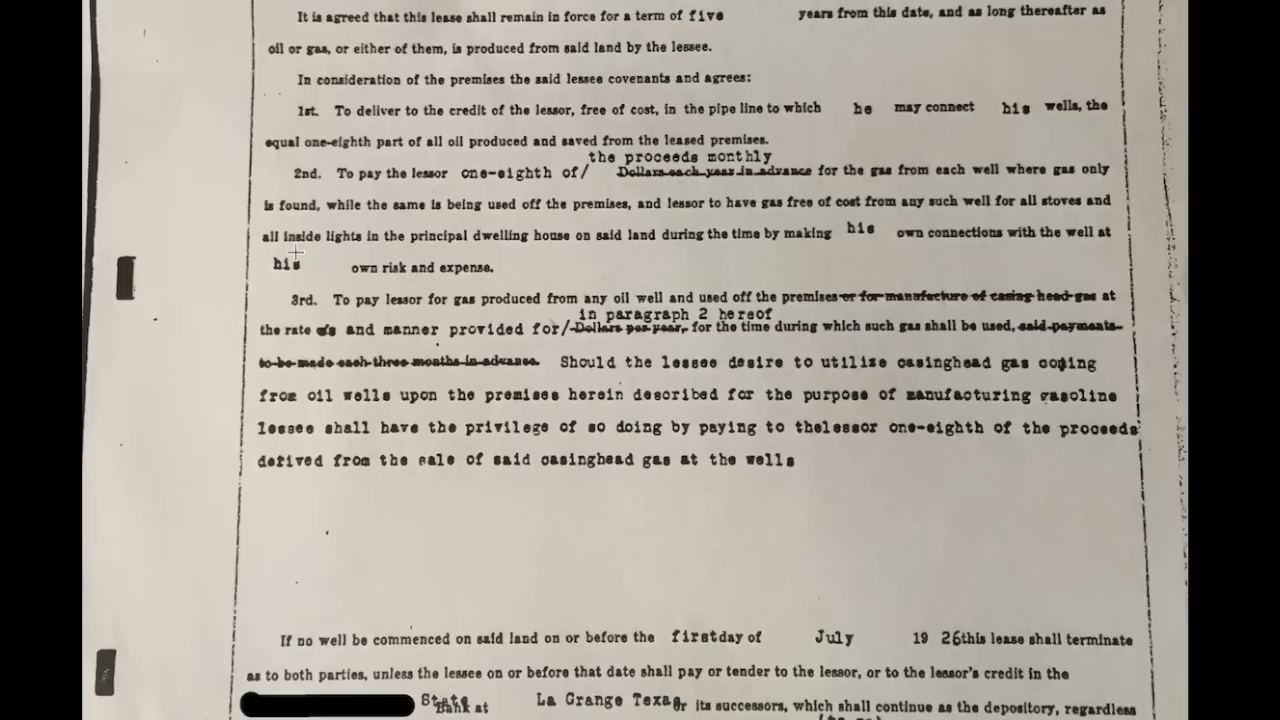 It is agreed that this lease shall remain in force for a term of five years from this date, and as long thereafter as
oil or gas, or either of them, is produced from said land by the lessee.
In consideration of the premises the said lessee covenants and agrees:
1st. To deliver to the credit of the lessor, free of cost, in the pipe line to which he may connect his wells, the
equal one-eighth part of all oil produced and saved from the leased premises.
the proceeds monthly
2nd. To pay the lessor one-eighth of/ Dollars each year in advance for the gas from each well where gas only
is found, while the same is being used off the premises, and lessor to have gas free of cost from any such well for all stoves and
all inside lights in the principal dwelling house on said land during the time by making his own connections with the well at
his own risk and expense.
3rd. To pay lessor for gas produced from any oil well and used off the premises or for manufacture of casing head gas at
in paragraph 2 hereof
the rate and manner provided for/ Dollars per year, for the time during which such gas shall be used, said payments
to be made each three months in advance. Should the lessee desire to utilize casinghead gas coming
from oil wells upon the premises herein described for the purpose of manufacturing gasoline
lessee shall have the privilege of so doing by paying to thelessor one-eighth of the proceeds
derived from the sale of said casinghead gas at the wells
If no well be commenced on said land on or before the firstday of July 19 26this lease shall terminate
as to both parties, unless the lessee on or before that date shall pay or tender to the lessor, or to the lessor's credit in the
State Bank at La Grange Texas or its successors, which shall continue as the depository, regardless